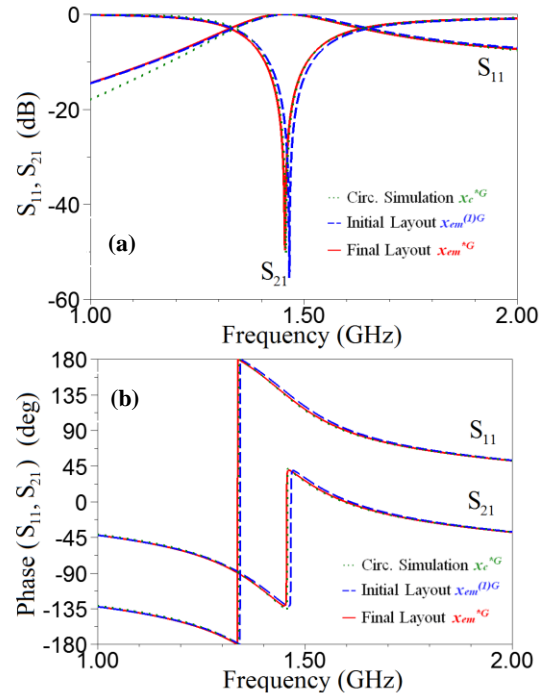 0
-20
-40
-60
S11, S21 (dB)
S11
Circ. Simulation xc*G
Initial Layout xem(1)G
Final Layout xem*G
(a)
S21
1.00
1.50
2.00
Frequency (GHz)
180
135
90
45
0
-45
-90
-135
-180
Phase (S11, S21) (deg)
(b)
S11
S21
Circ. Simulation xc*G
Initial Layout xem(1)G
Final Layout xem*G
1.00
1.50
2.00
Frequency (GHz)